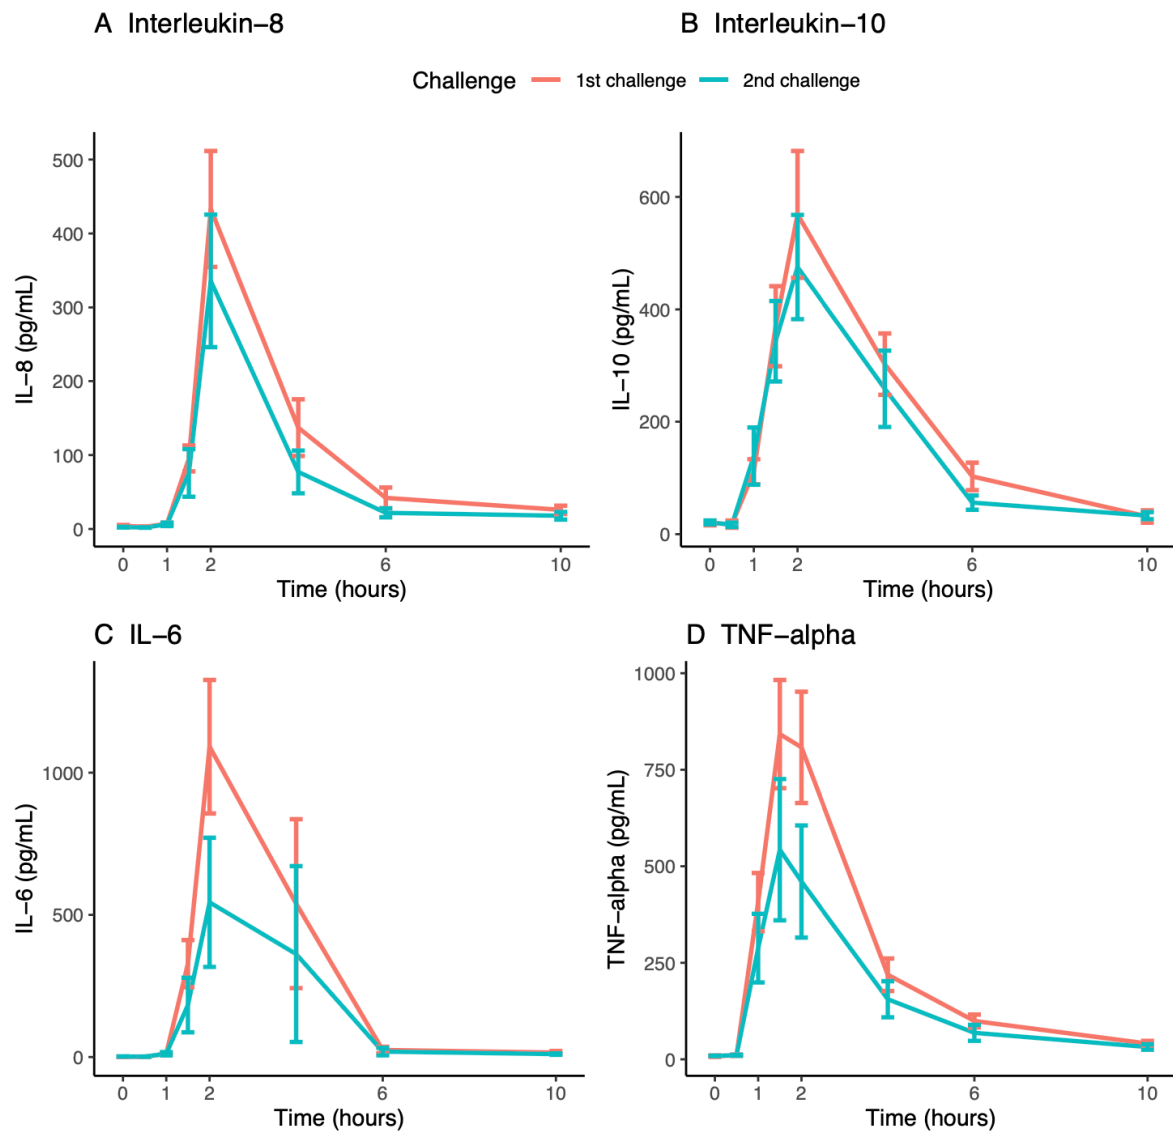 A Interleukin−8
B Interleukin−10
Challenge 1st challenge 2nd challenge
500
400
300
200
100
0
IL−8 (pg/mL)
0 1 2 6 10
Time (hours)
600
400
200
0
IL−10 (pg/mL)
0 1 2 6 10
Time (hours)
C IL−6
1000
500
0
IL−6 (pg/mL)
0 1 2 6 10
Time (hours)
D TNF−alpha
1000
750
500
250
0
TNF−alpha (pg/mL)
0 1 2 6 10
Time (hours)